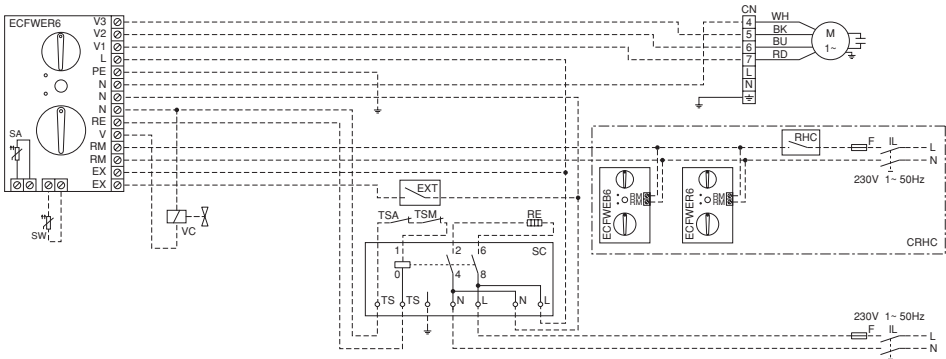 ECFWER6
V3
V2
V1
L
PE
N
N
N
RE
V
RM
RM
EX
EX
SA
SW
VC
EXT
TSA
TSM
RE
1
0
2
6
4
8
SC
TS
TS
N
L
N
L
CN
4
5
6
7
L
N
WH
BK
BU
RD
M
1~
RHC
F
IL
L
N
230V 1~ 50Hz
ECFWEB6
RM
RM
ECFWER6
RM
RM
CRHC
230V 1~ 50Hz
F
IL
L
N